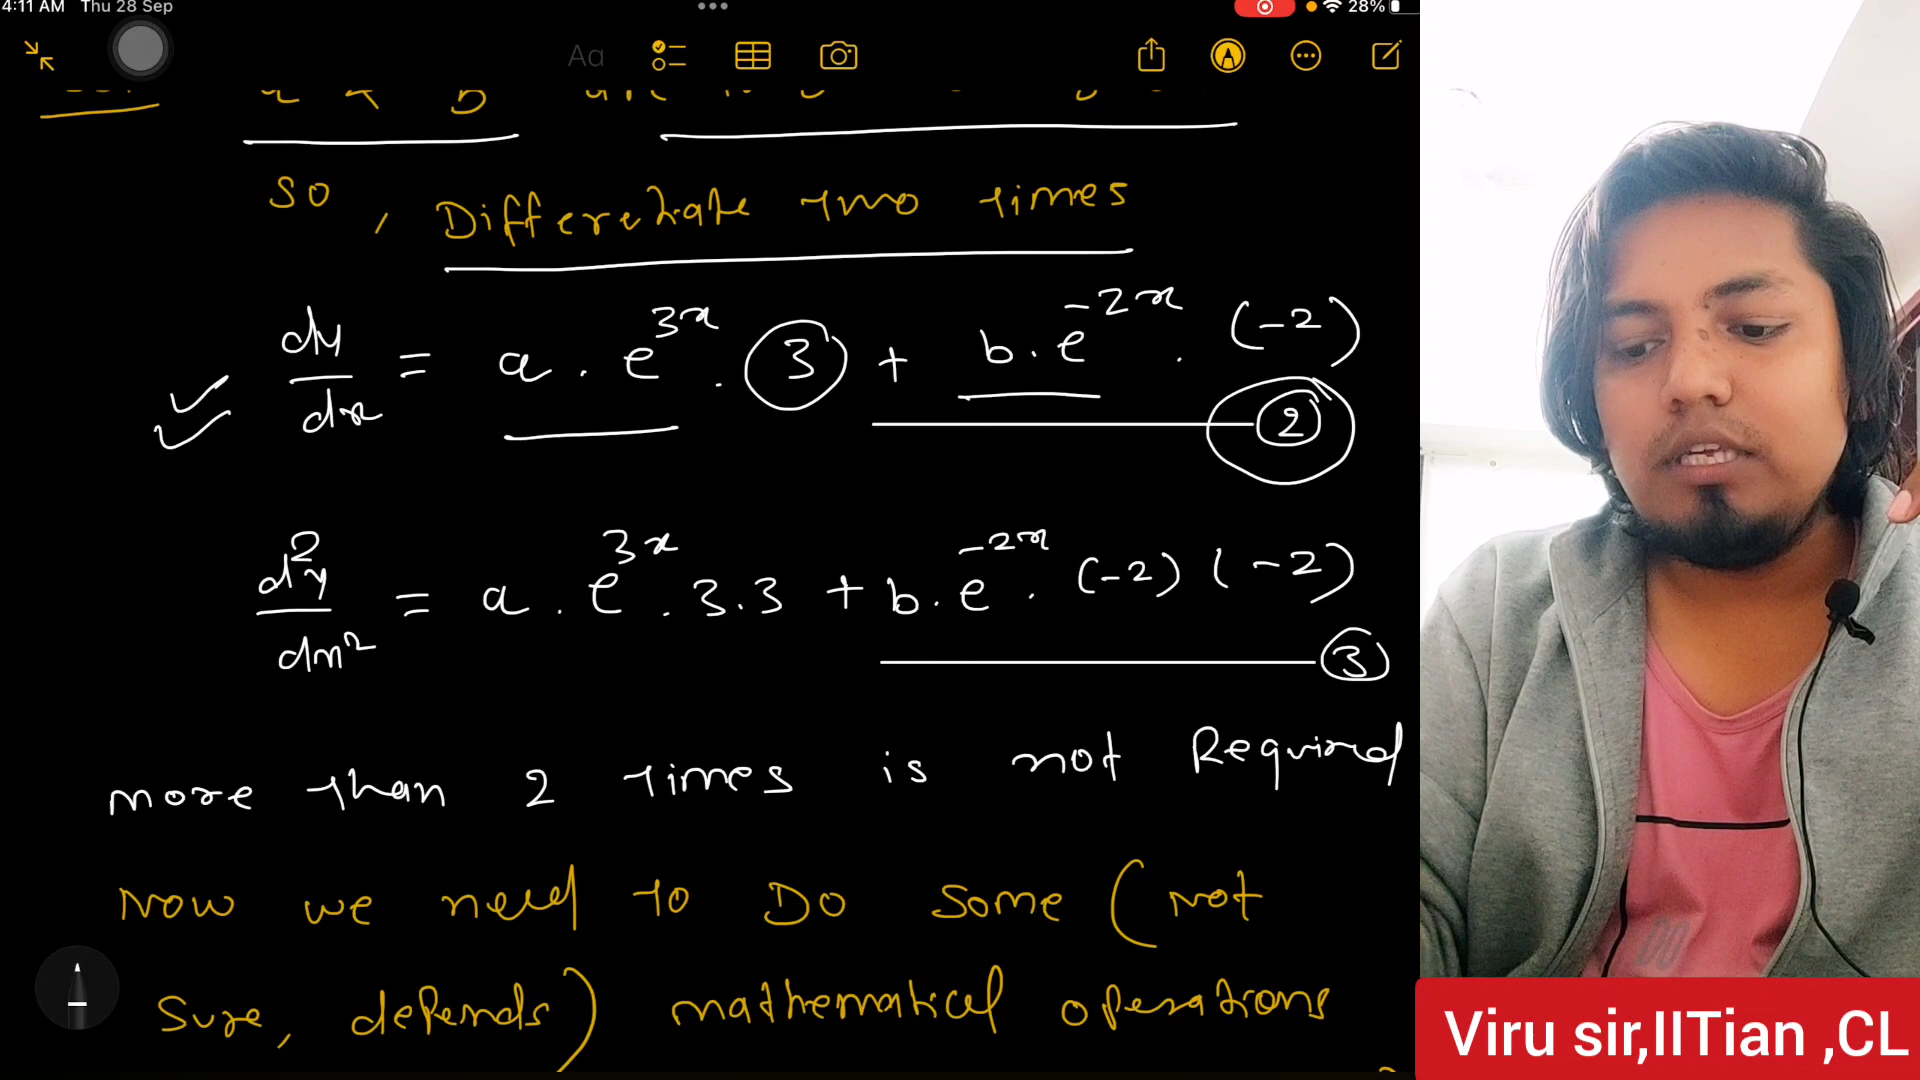 4:11 AM Thu 28 Sep
28%
Aa
so, Differentiate two times
dy/dx = a . e^3x . 3 + b . e^-2x . (-2)
2
d²y/dx² = a . e^3x . 3 . 3 + b . e^-2x . (-2) (-2)
3
more than 2 times is not Required
Now we need to Do some (Not
sure, depends) mathematical operations
Viru sir,IITian ,CL